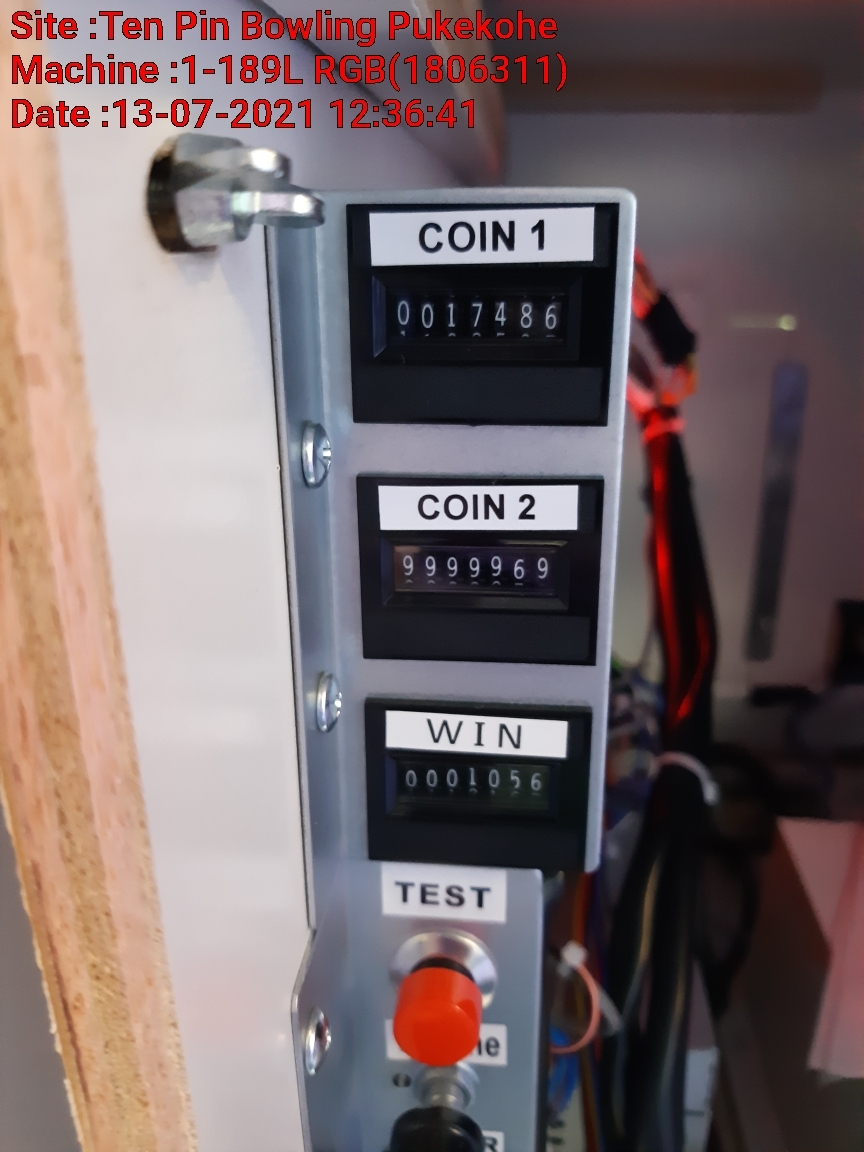 Site :Ten Pin Bowling Pukekohe
Machine :1-189L RGB(1806311)
Date :13-07-2021 12:36:41
COIN 1
0017486
COIN 2
9999969
WIN
0001056
TEST